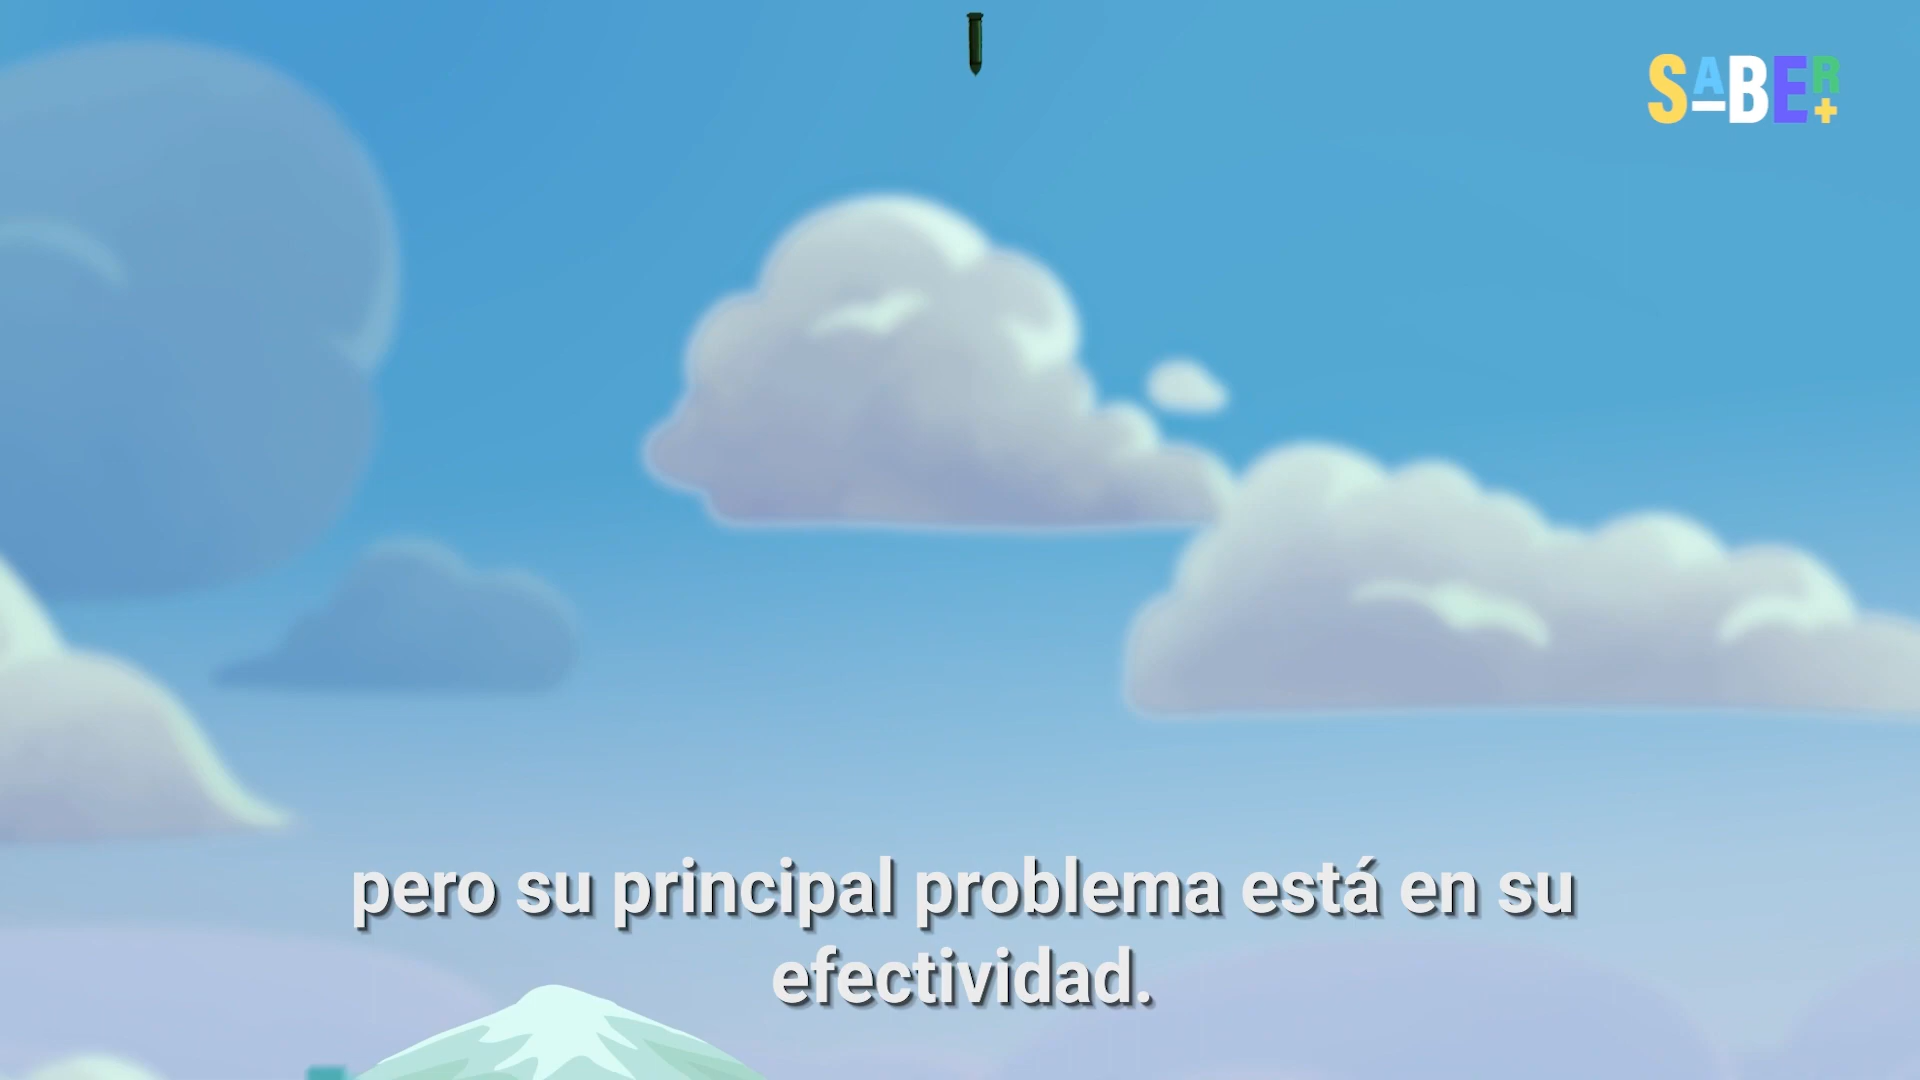 SABER+
pero su principal problema está en su
efectividad.